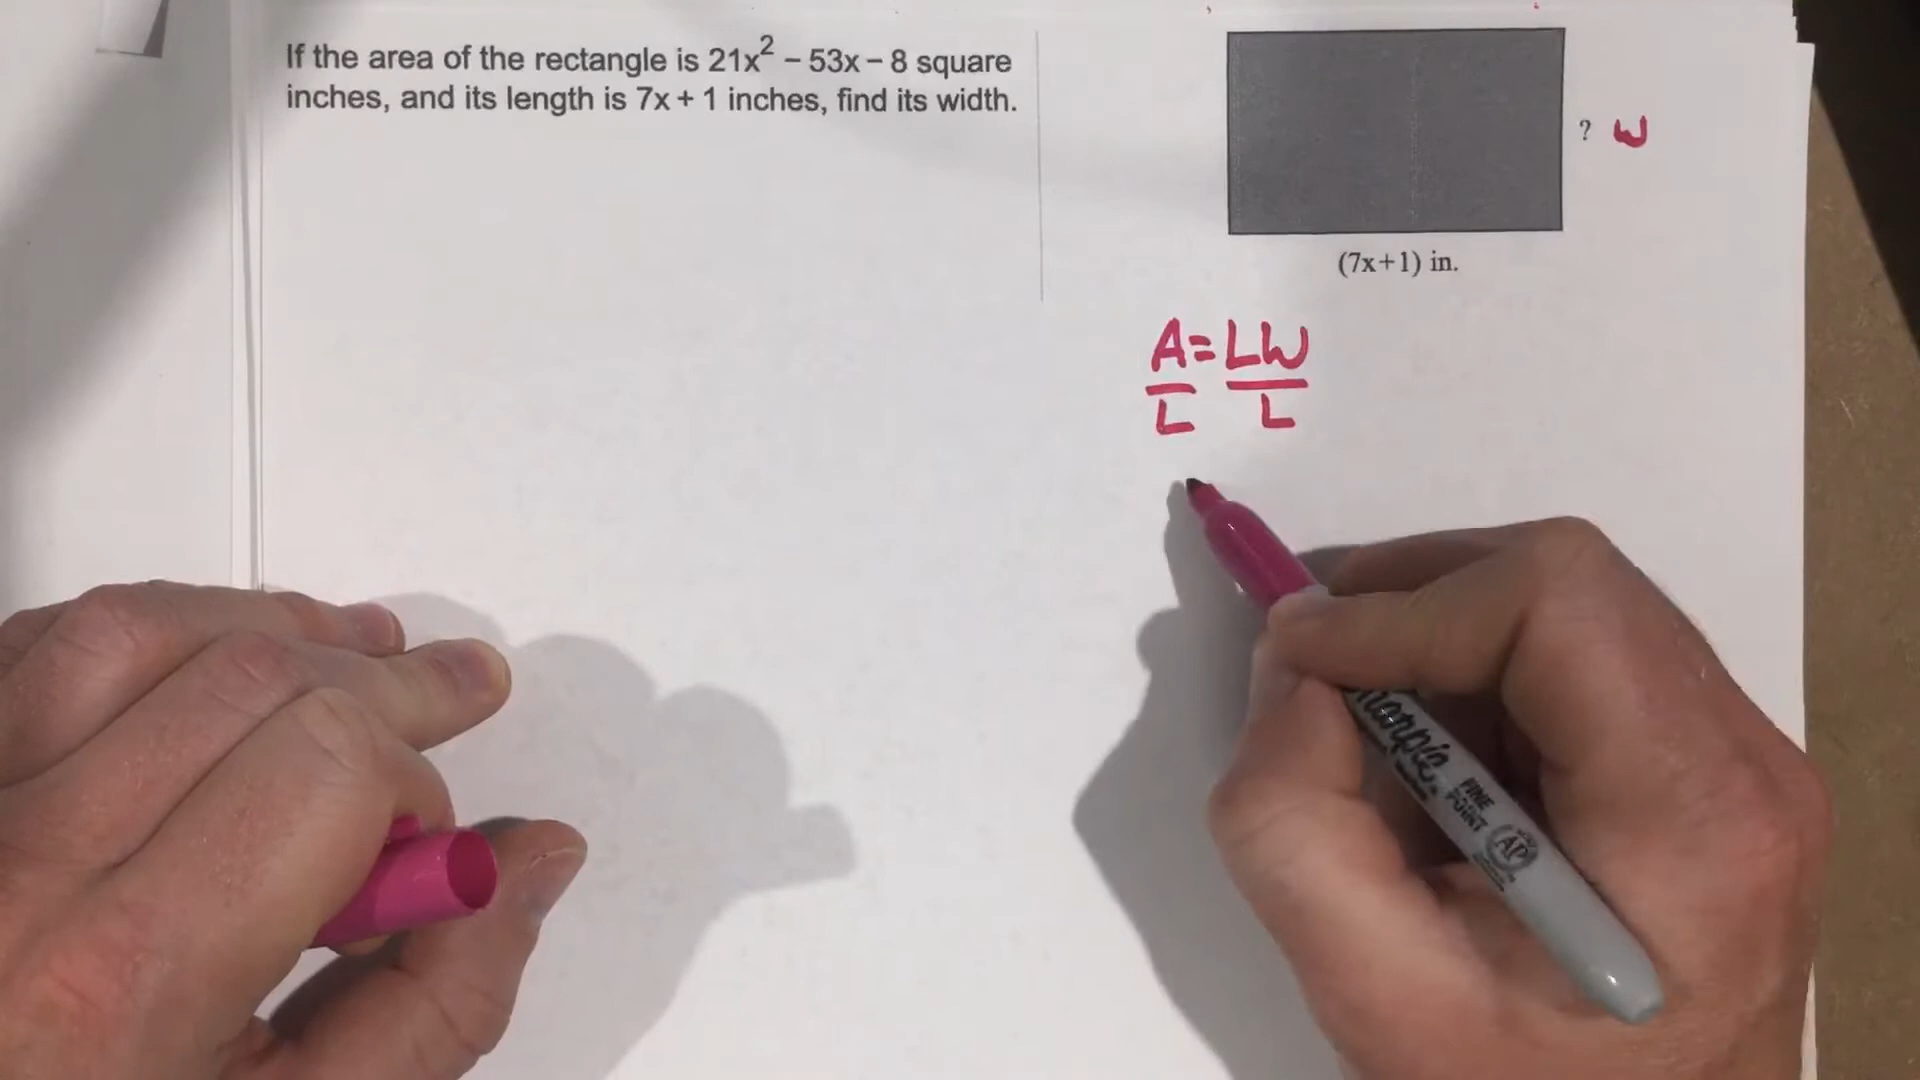 If the area of the rectangle is 21x² − 53x − 8 square
inches, and its length is 7x + 1 inches, find its width.
? W
(7x+1) in.
A = LW
L L
Sharpie
FINE
POINT
AP